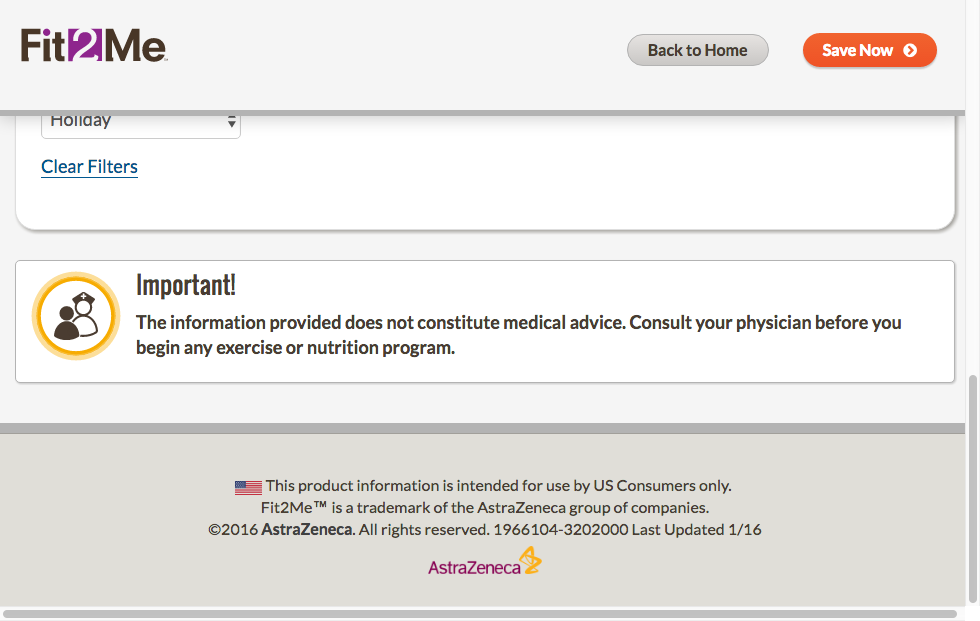 Fit2Me™
Back to Home
Save Now
Holiday
Clear Filters
Important!
The information provided does not constitute medical advice. Consult your physician before you
begin any exercise or nutrition program.
This product information is intended for use by US Consumers only.
Fit2Me™ is a trademark of the AstraZeneca group of companies.
©2016 AstraZeneca. All rights reserved. 1966104-3202000 Last Updated 1/16
AstraZeneca